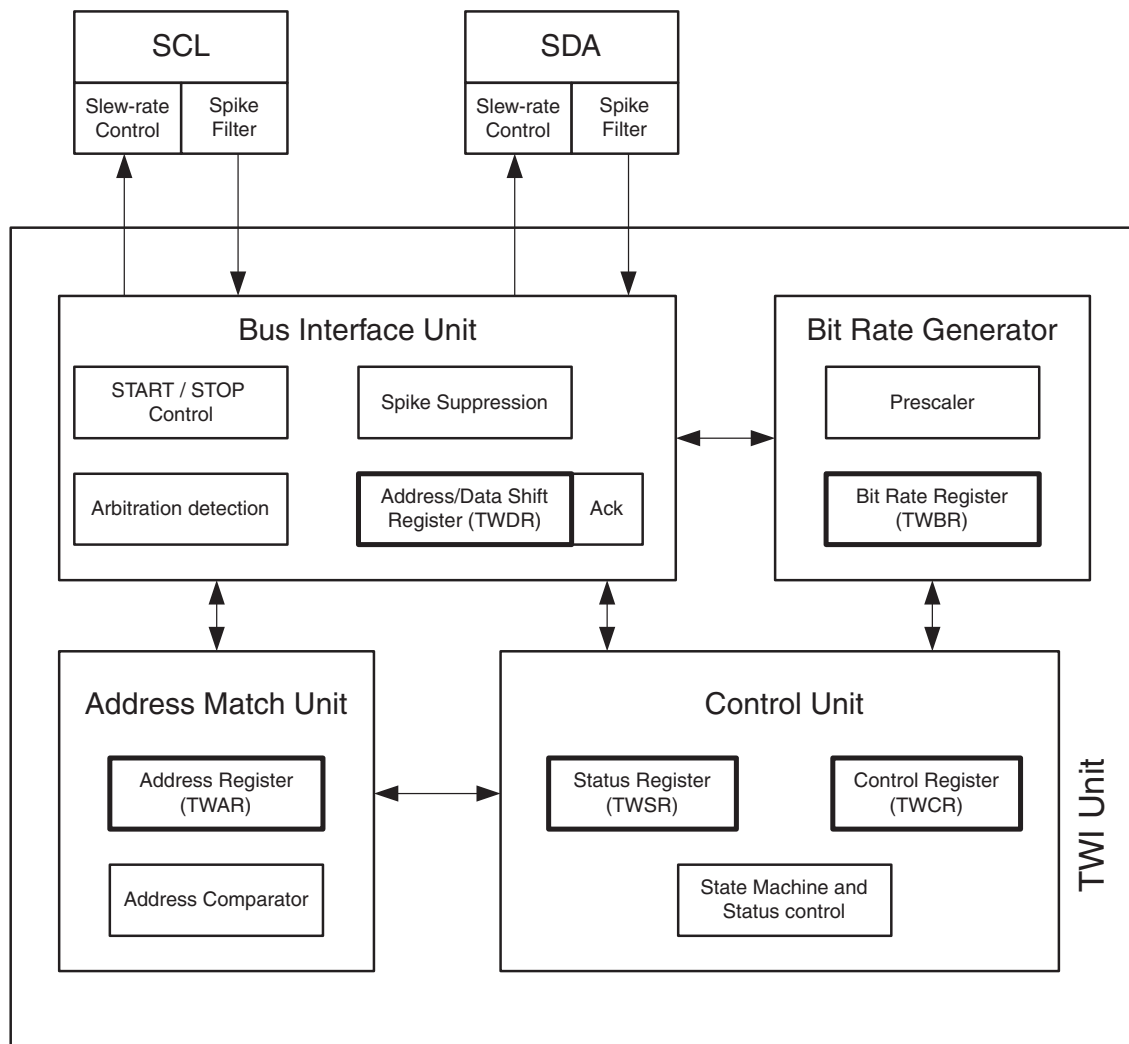 SCL
Slew-rate
Control
Spike
Filter
SDA
Slew-rate
Control
Spike
Filter
Bus Interface Unit
START / STOP
Control
Spike Suppression
Arbitration detection
Address/Data Shift
Register (TWDR)
Ack
Bit Rate Generator
Prescaler
Bit Rate Register
(TWBR)
Address Match Unit
Address Register
(TWAR)
Address Comparator
Control Unit
Status Register
(TWSR)
Control Register
(TWCR)
State Machine and
Status control
TWI Unit